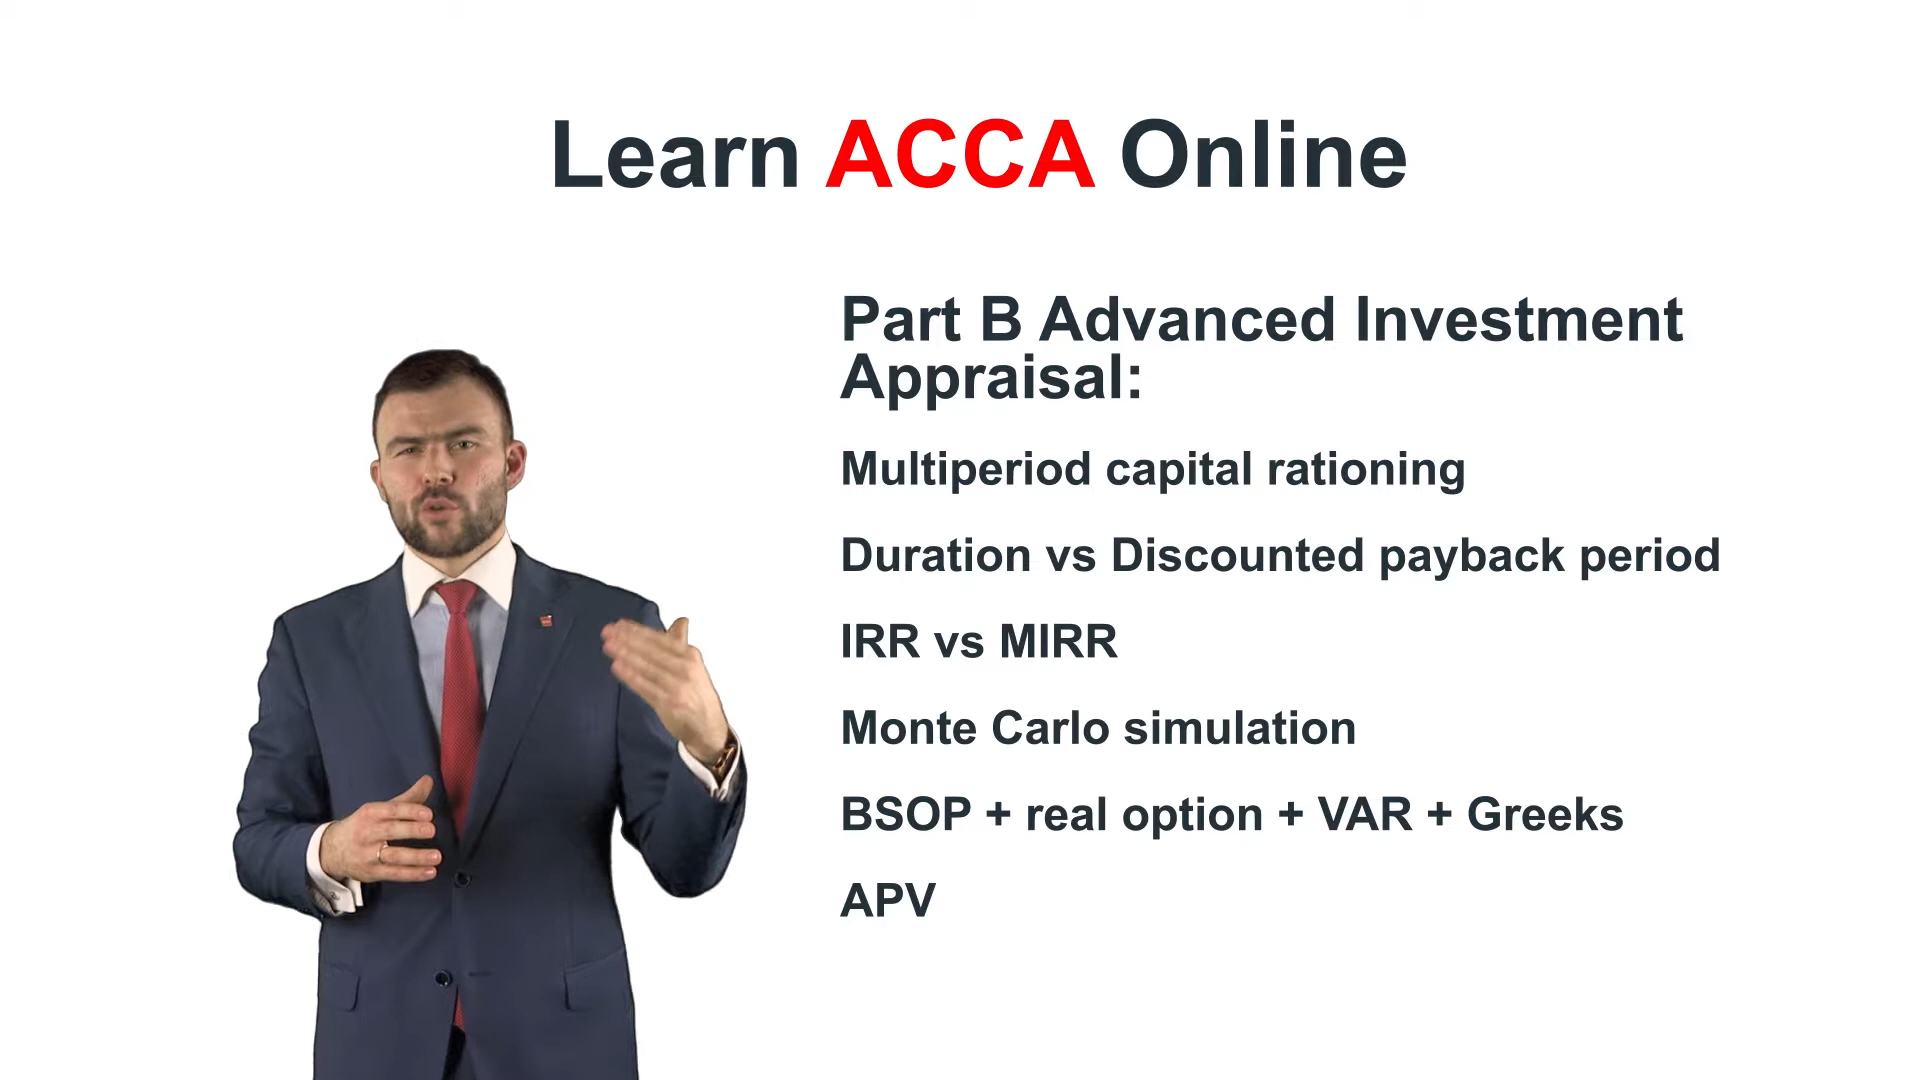 Learn ACCA Online
Part B Advanced Investment
Appraisal:
Multiperiod capital rationing
Duration vs Discounted payback period
IRR vs MIRR
Monte Carlo simulation
BSOP + real option + VAR + Greeks
APV